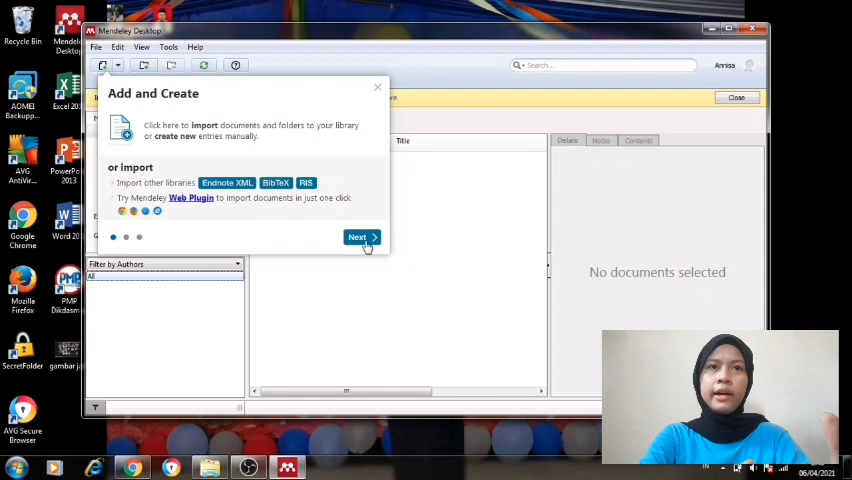 Recycle Bin
Mendeley Desktop
AOMEI Backupp...
Excel 20
AVG AntiVir...
PowerPo 2013
Google Chrome
Word 20
Mozilla Firefox
PMP Dikdasm
SecretFolder
gambar ja
AVG Secure Browser
Mendeley Desktop
File Edit View Tools Help
Search...
Annisa
Close
Add and Create
Click here to import documents and folders to your library
or create new entries manually.
or import
Import other libraries Endnote XML BibTeX RIS
Try Mendeley Web Plugin to import documents in just one click.
Next
Title
Details Notes Contents
No documents selected
Filter by Authors
All
IN
06/04/2021